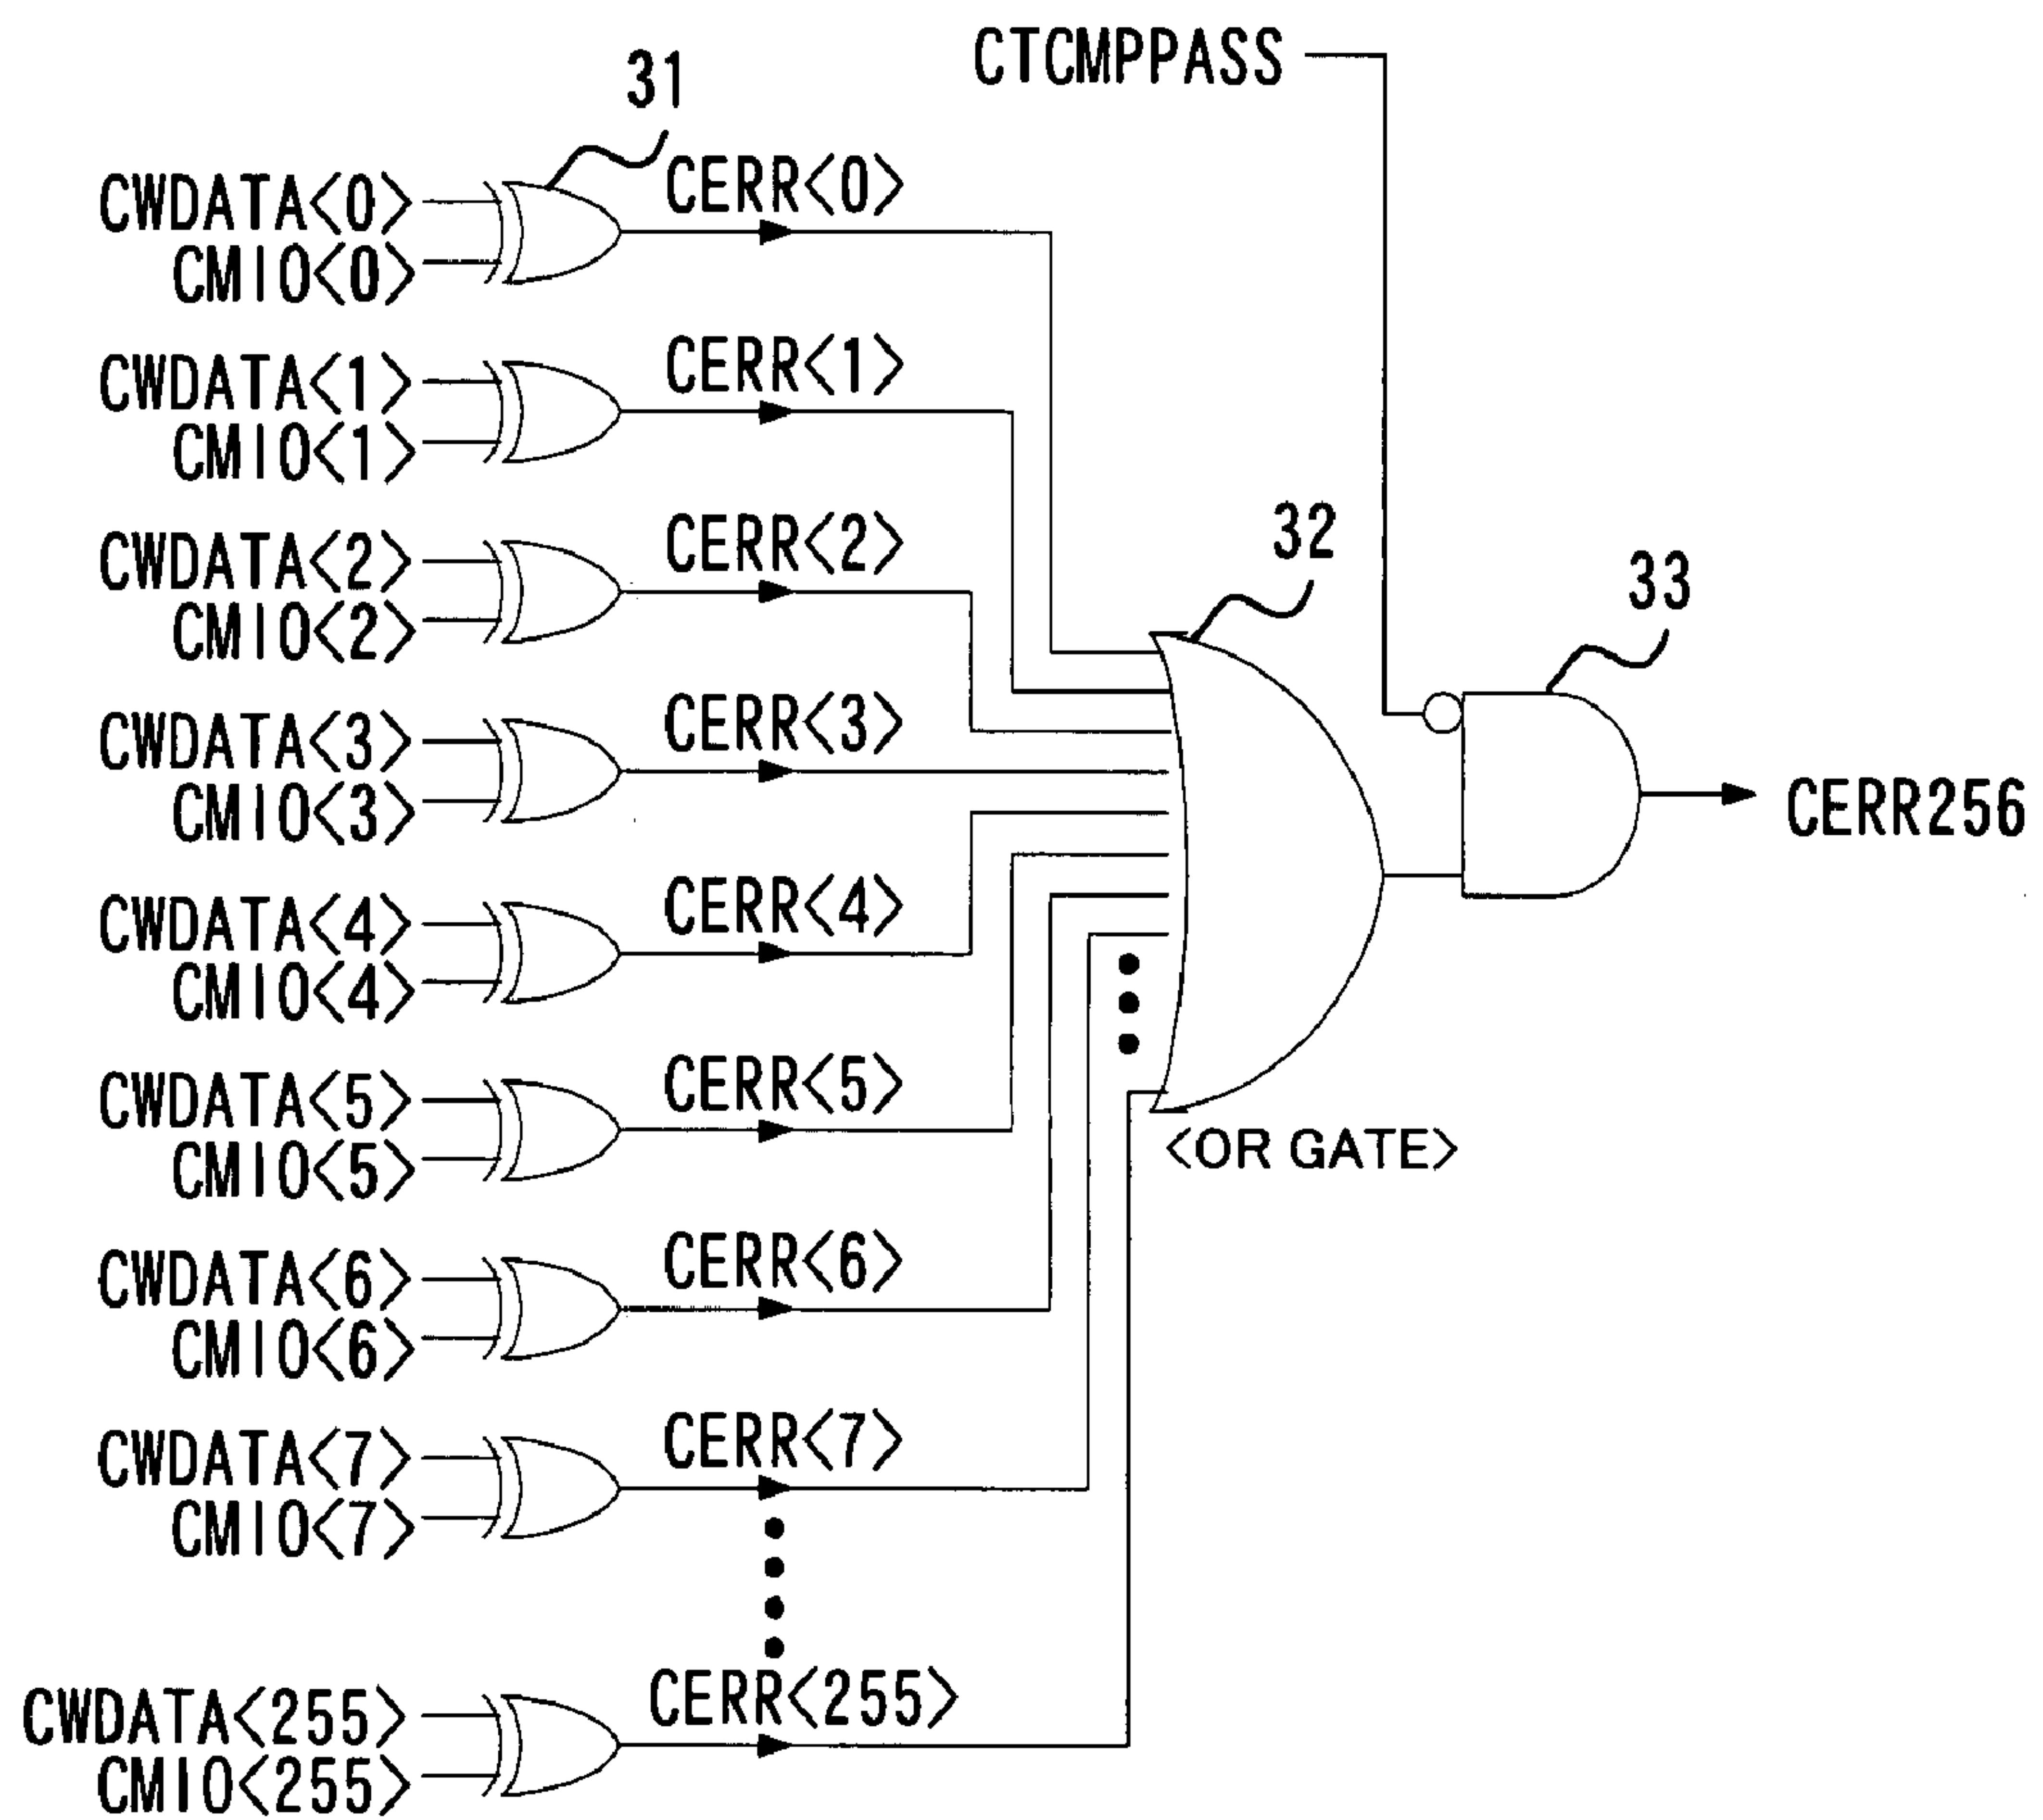 CTCMPPASS
31
CERR<0>
CWDATA<0>
CMIO<0>
CERR<1>
CWDATA<1>
CMIO<1>
CERR<2>
CWDATA<2>
CMIO<2>
32
33
CERR<3>
CWDATA<3>
CMIO<3>
CERR256
CERR<4>
CWDATA<4>
CMIO<4>
CERR<5>
CWDATA<5>
CMIO<5>
<OR GATE>
CERR<6>
CWDATA<6>
CMIO<6>
CERR<7>
CWDATA<7>
CMIO<7>
CERR<255>
CWDATA<255>
CMIO<255>